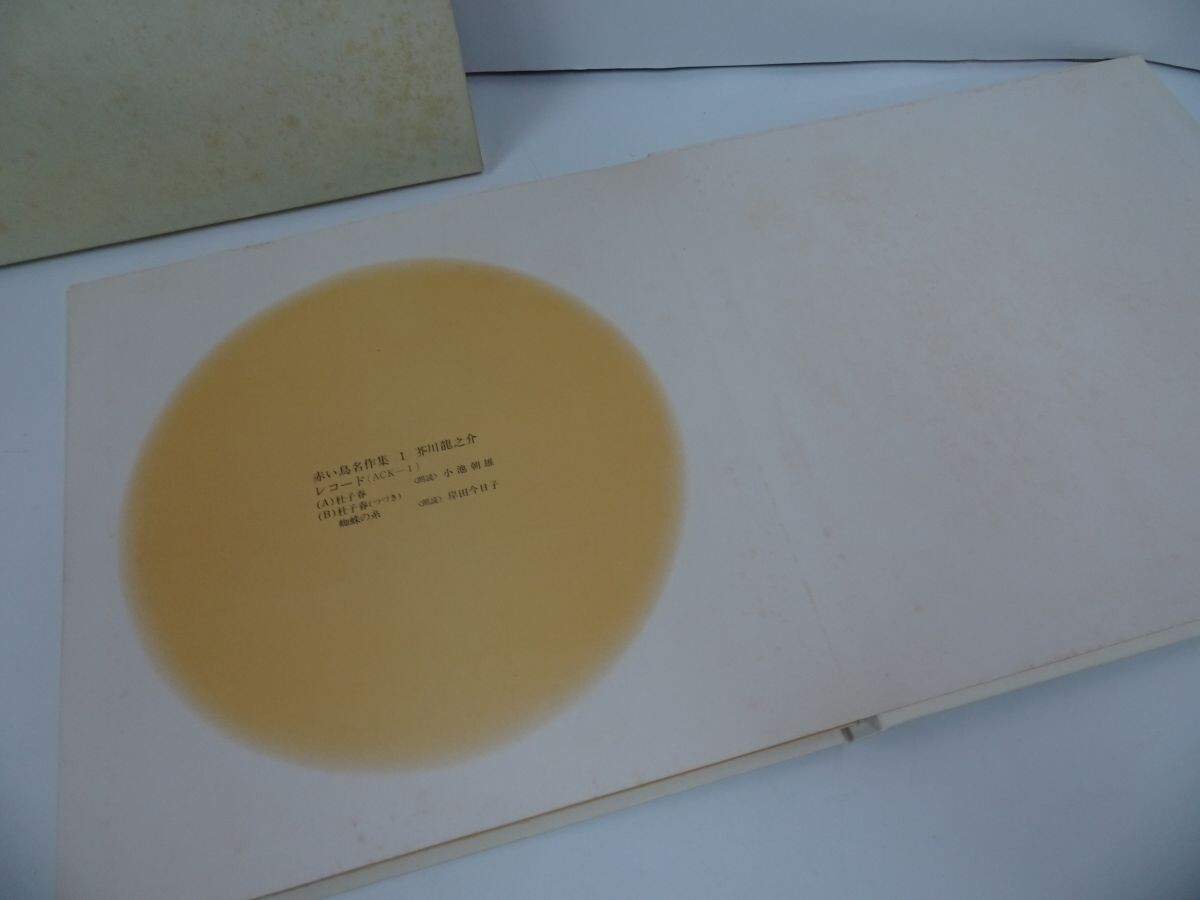 赤い鳥名作集 1 芥川龍之介
レコード(ACK-1)
(A)杜子春 〈朗読〉小池朝雄
(B)杜子春(つづき) 〈朗読〉岸田今日子
蜘蛛の糸